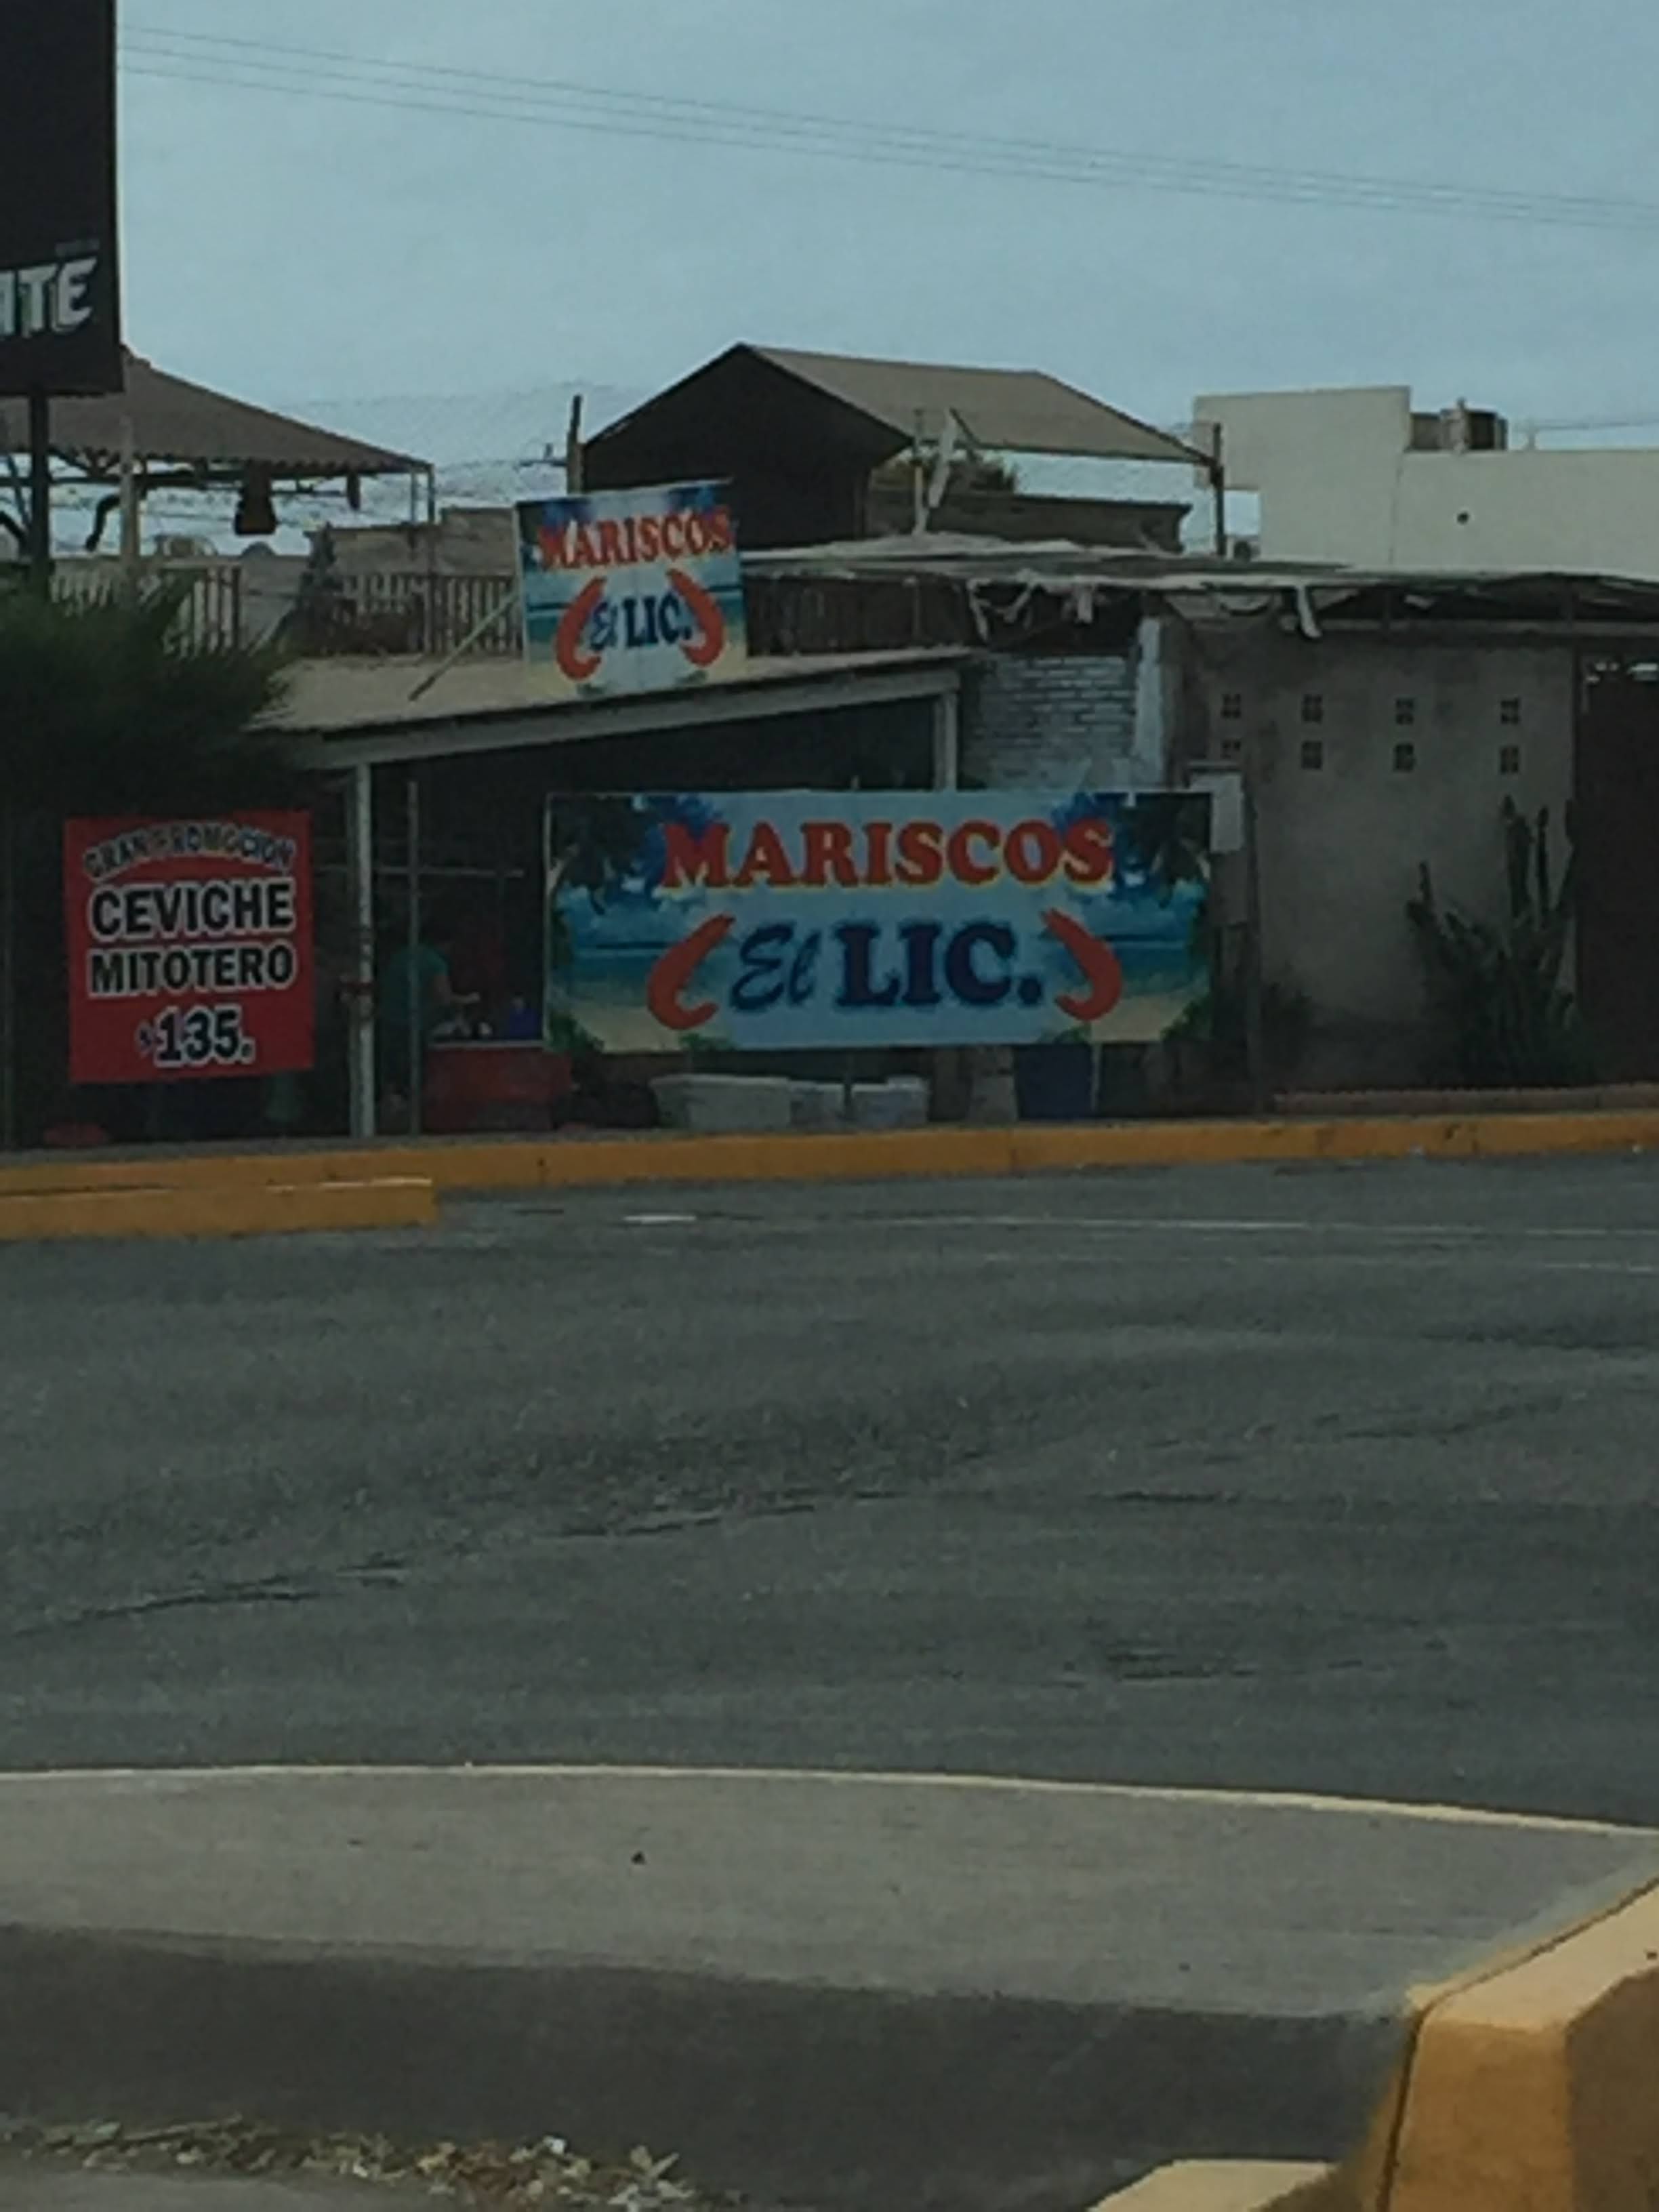 MARISCOS
El LIC.
GRAN PROMOCION
CEVICHE
MITOTERO
$135.
MARISCOS
El LIC.